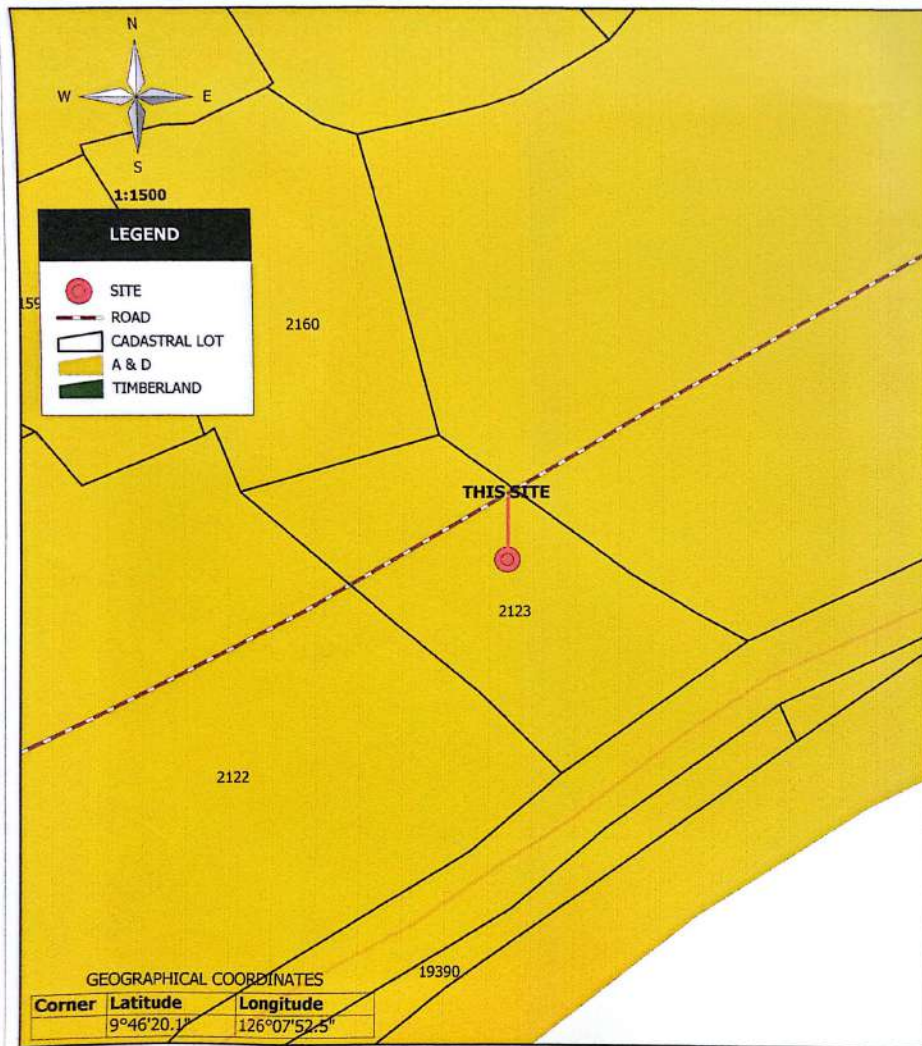 N
W E
S
1:1500
LEGEND
SITE
ROAD
CADASTRAL LOT
A & D
TIMBERLAND
159
2160
THIS SITE
2123
2122
19390
GEOGRAPHICAL COORDINATES
Corner Latitude Longitude
9°46'20.1" 126°07'52.5"